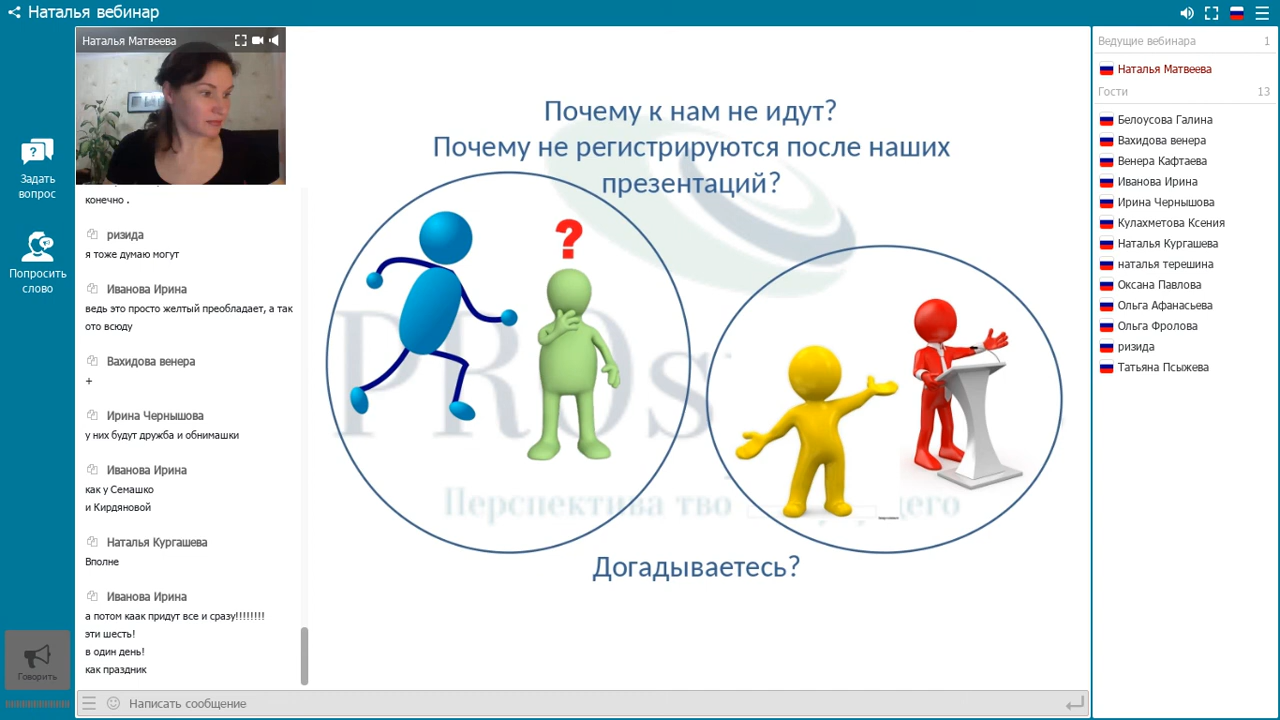 Наталья вебинар
Наталья Матвеева
Задать
вопрос
Попросить
слово
Говорить
конечно .
ризида
я тоже думаю могут
Иванова Ирина
ведь это просто желтый преобладает, а так
ото всюду
Вахидова венера
+
Ирина Чернышова
у них будут дружба и обнимашки
Иванова Ирина
как у Семашко
и Кирдяновой
Наталья Кургашева
Вполне
Иванова Ирина
а потом каак придут все и сразу!!!!!!!!
эти шесть!
в один день!
как праздник
Написать сообщение
Почему к нам не идут?
Почему не регистрируются после наших
презентаций?
?
PROs
Перспектива тво
его
Догадываетесь?
Ведущие вебинара 1
Наталья Матвеева
Гости 13
Белоусова Галина
Вахидова венера
Венера Кафтаева
Иванова Ирина
Ирина Чернышова
Кулахметова Ксения
Наталья Кургашева
наталья терешина
Оксана Павлова
Ольга Афанасьева
Ольга Фролова
ризида
Татьяна Псыжева